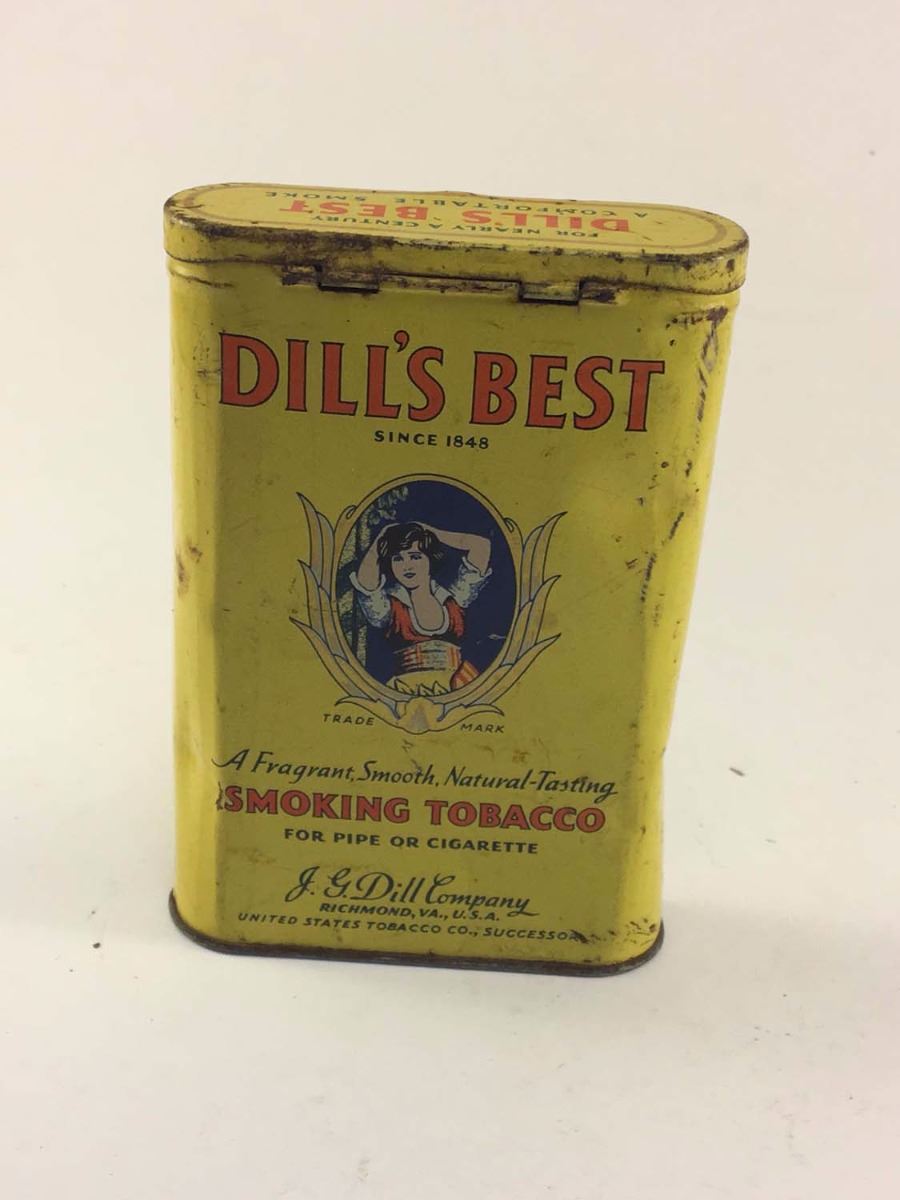 FOR NEARLY A CENTURY
DILL'S BEST
A COMFORTABLE SMOKE
DILL'S BEST
SINCE 1848
TRADE MARK
A Fragrant, Smooth, Natural-Tasting
SMOKING TOBACCO
FOR PIPE OR CIGARETTE
J. G. Dill Company
RICHMOND, VA., U.S.A.
UNITED STATES TOBACCO CO., SUCCESSOR